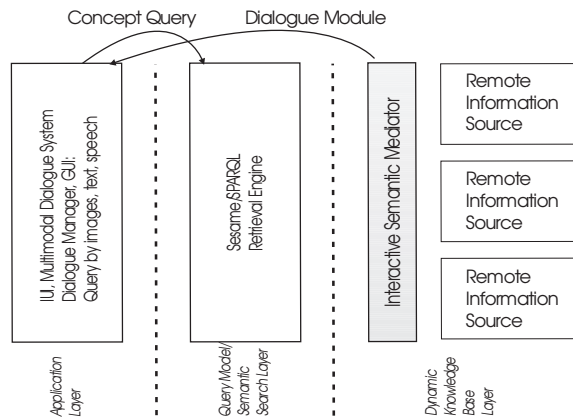 Concept Query
Dialogue Module
IUI, Multimodal Dialogue System
Dialogue Manager, GUI:
Query by images, text, speech
Sesame/SPARQL
Retrieval Engine
Interactive Semantic Mediator
Remote
Information
Source
Remote
Information
Source
Remote
Information
Source
Application
Layer
Query Model/
Semantic
Search Layer
Dynamic
Knowledge
Base
Layer